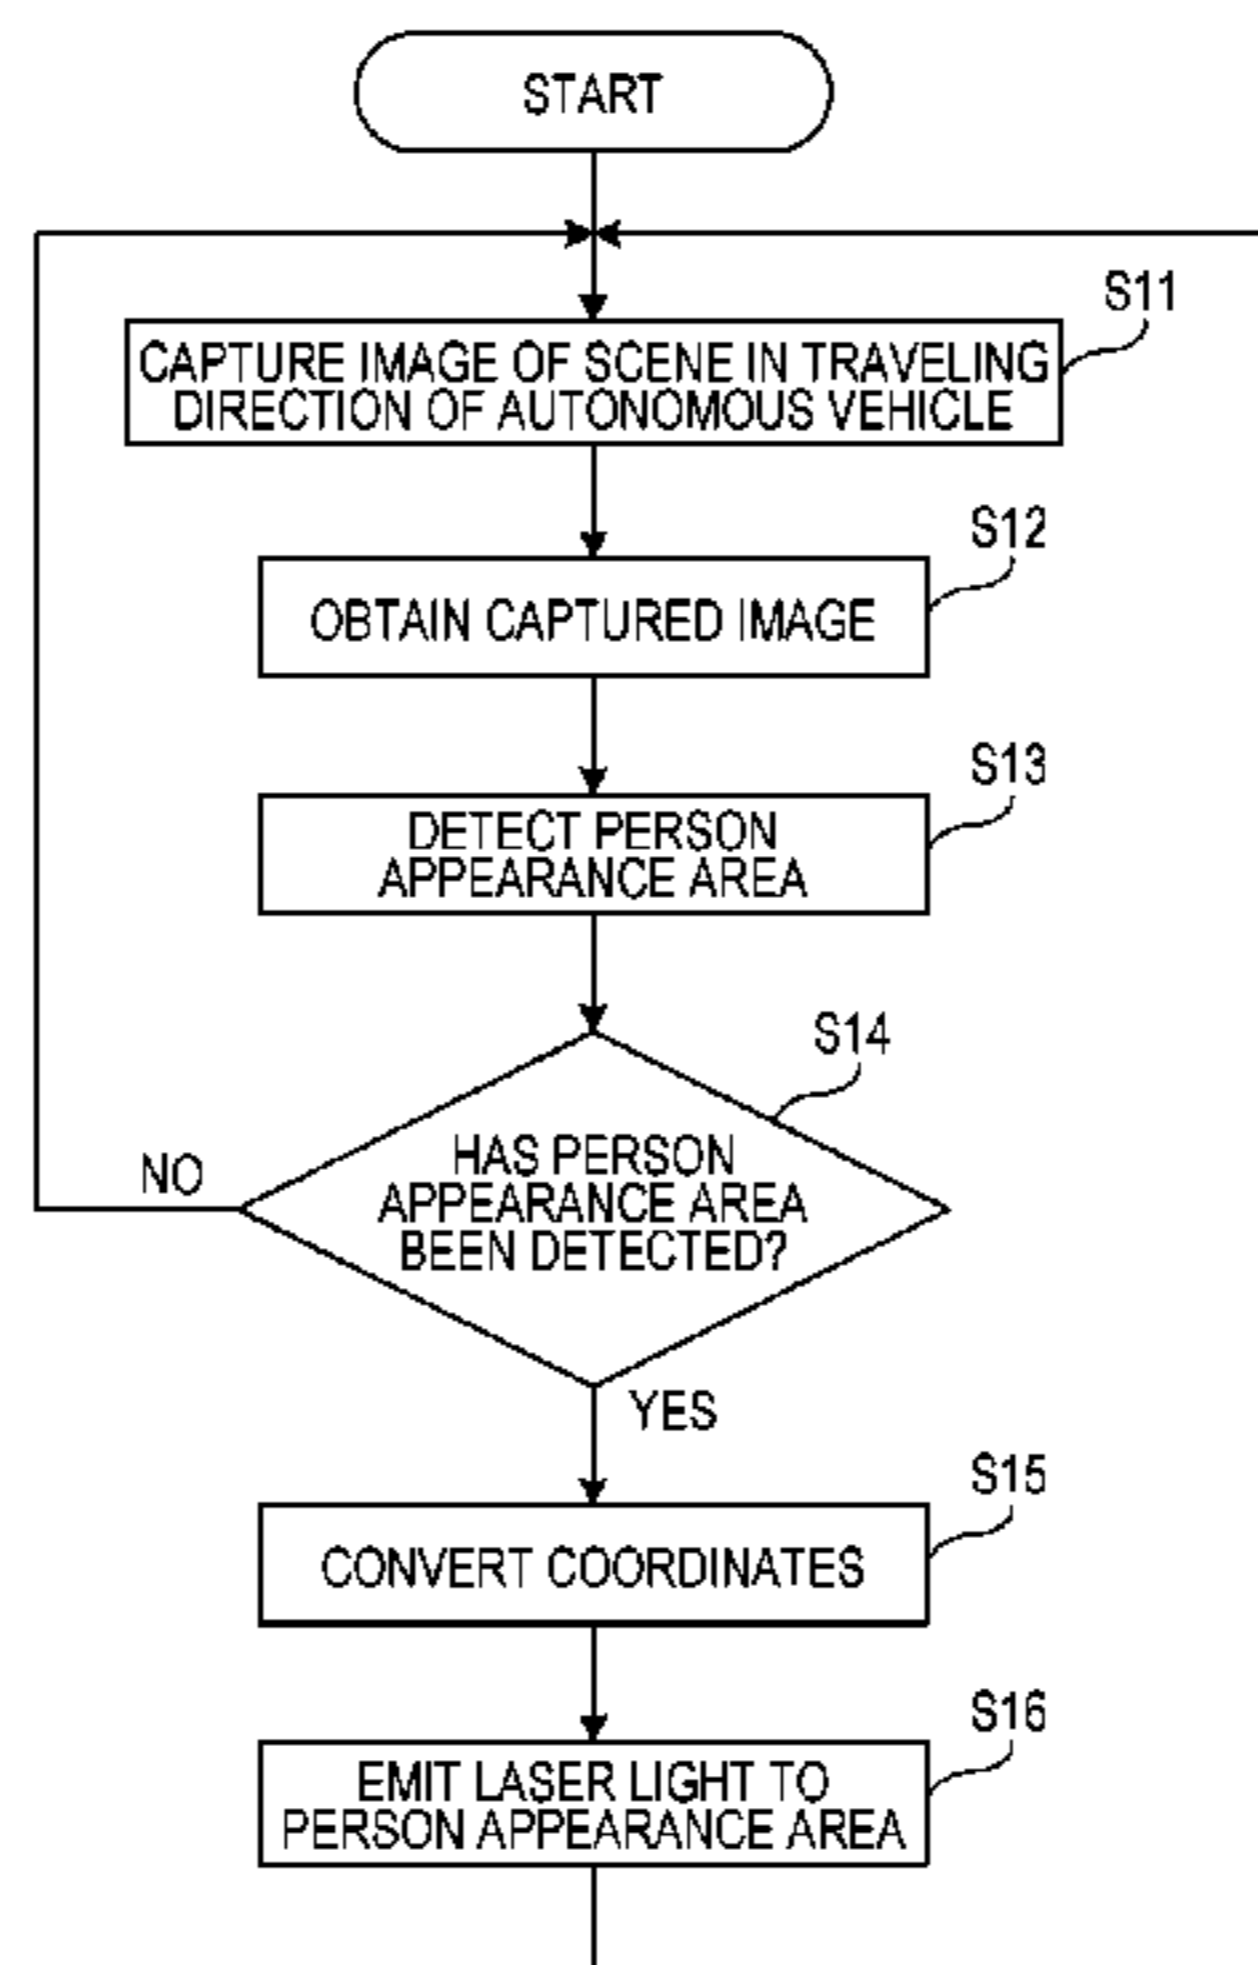 START
S11
CAPTURE IMAGE OF SCENE IN TRAVELING
DIRECTION OF AUTONOMOUS VEHICLE
S12
OBTAIN CAPTURED IMAGE
S13
DETECT PERSON
APPEARANCE AREA
S14
HAS PERSON
APPEARANCE AREA
BEEN DETECTED?
NO
YES
S15
CONVERT COORDINATES
S16
EMIT LASER LIGHT TO
PERSON APPEARANCE AREA